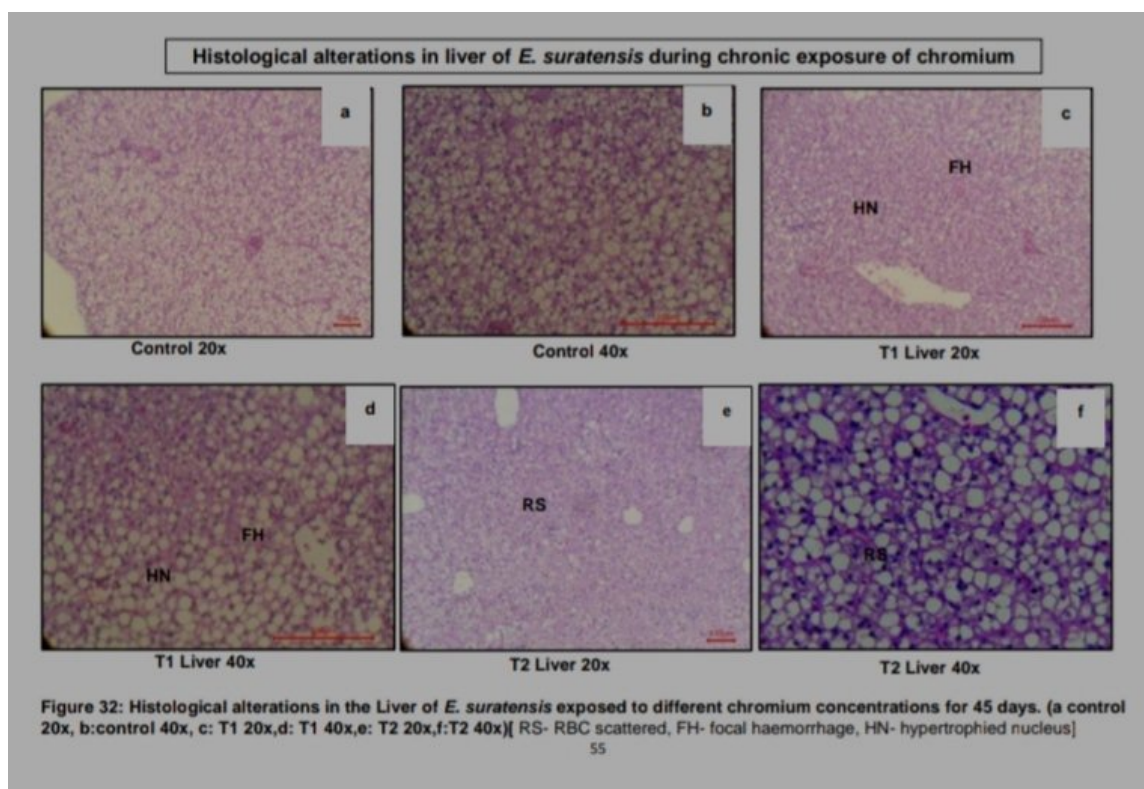 Histological alterations in liver of E. suratensis during chronic exposure of chromium
a
b
c
FH
HN
Control 20x
Control 40x
T1 Liver 20x
d
e
f
RS
FH
HN
RS
T1 Liver 40x
T2 Liver 20x
T2 Liver 40x
Figure 32: Histological alterations in the Liver of E. suratensis exposed to different chromium concentrations for 45 days. (a control
20x, b:control 40x, c: T1 20x,d: T1 40x,e: T2 20x,f:T2 40x)[ RS- RBC scattered, FH- focal haemorrhage, HN- hypertrophied nucleus]
55